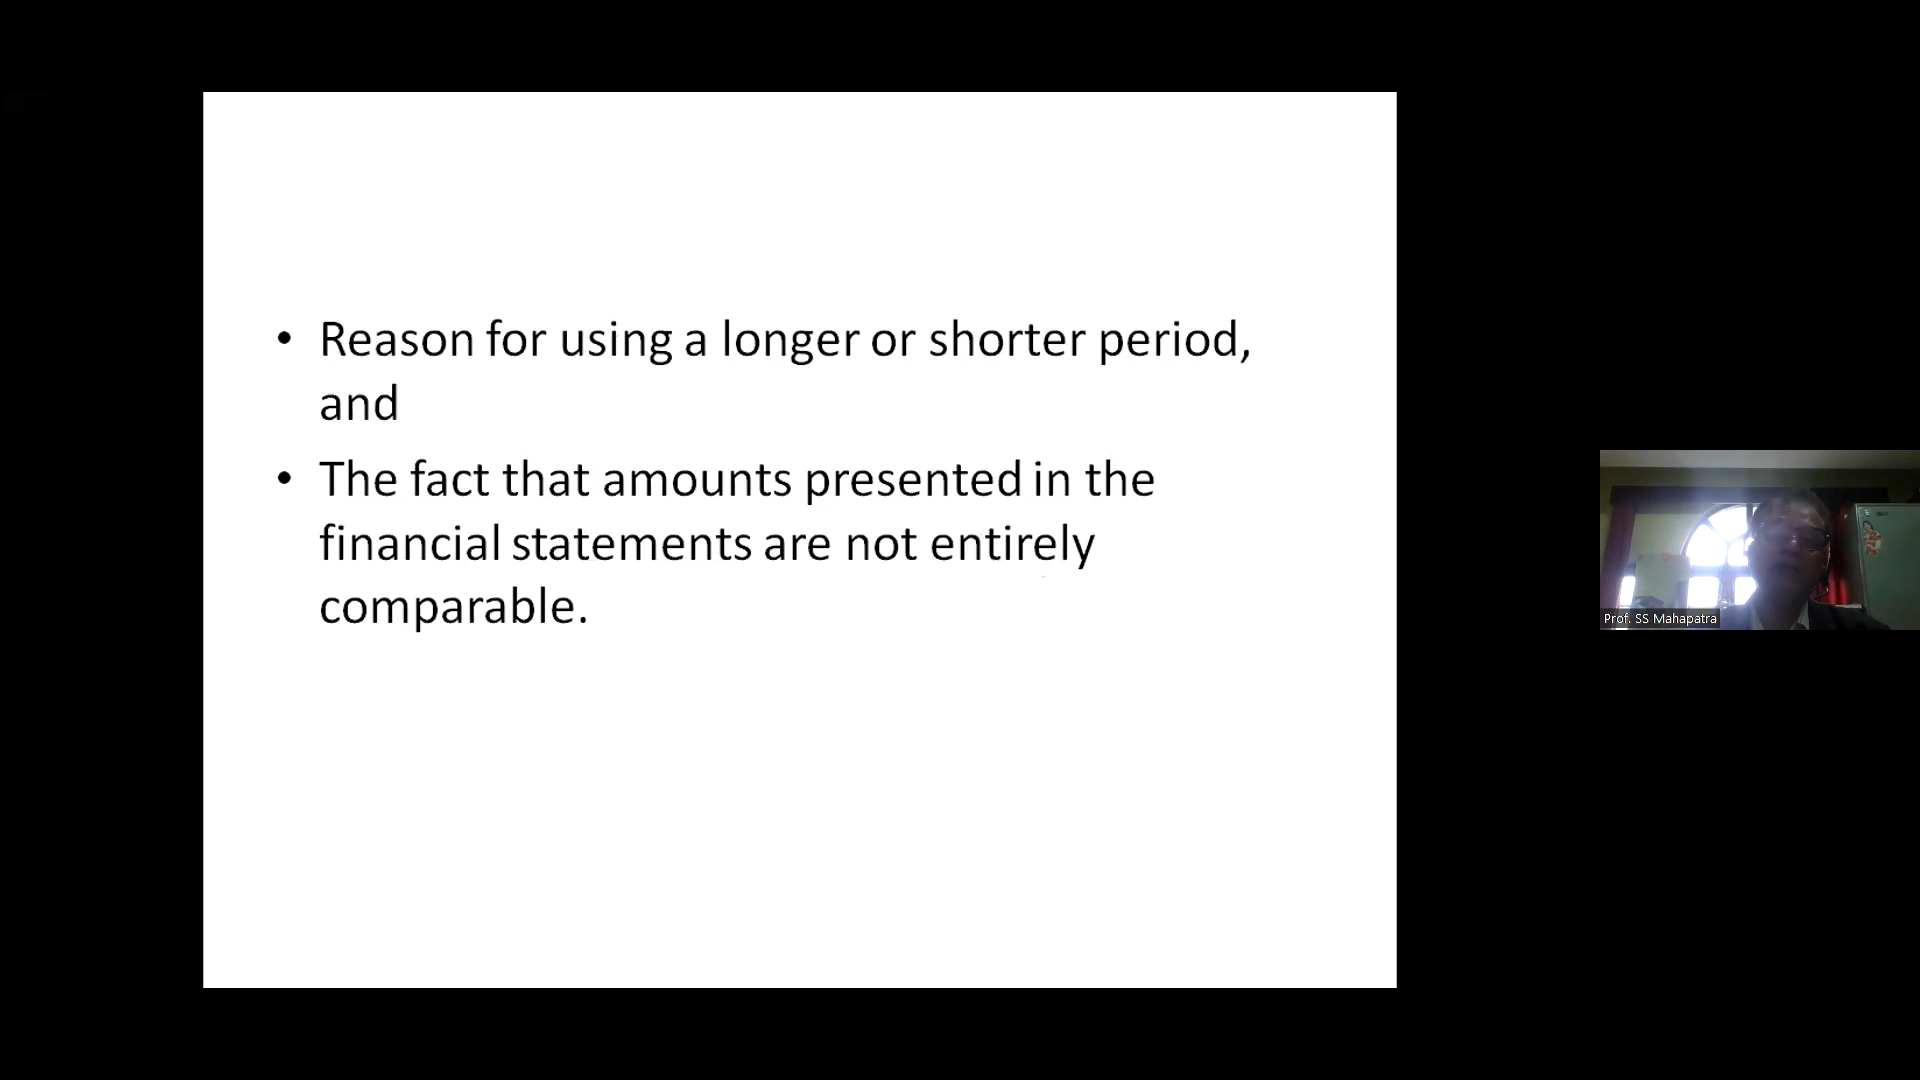 • Reason for using a longer or shorter period,
and
• The fact that amounts presented in the
financial statements are not entirely
comparable.
Prof. SS Mahapatra